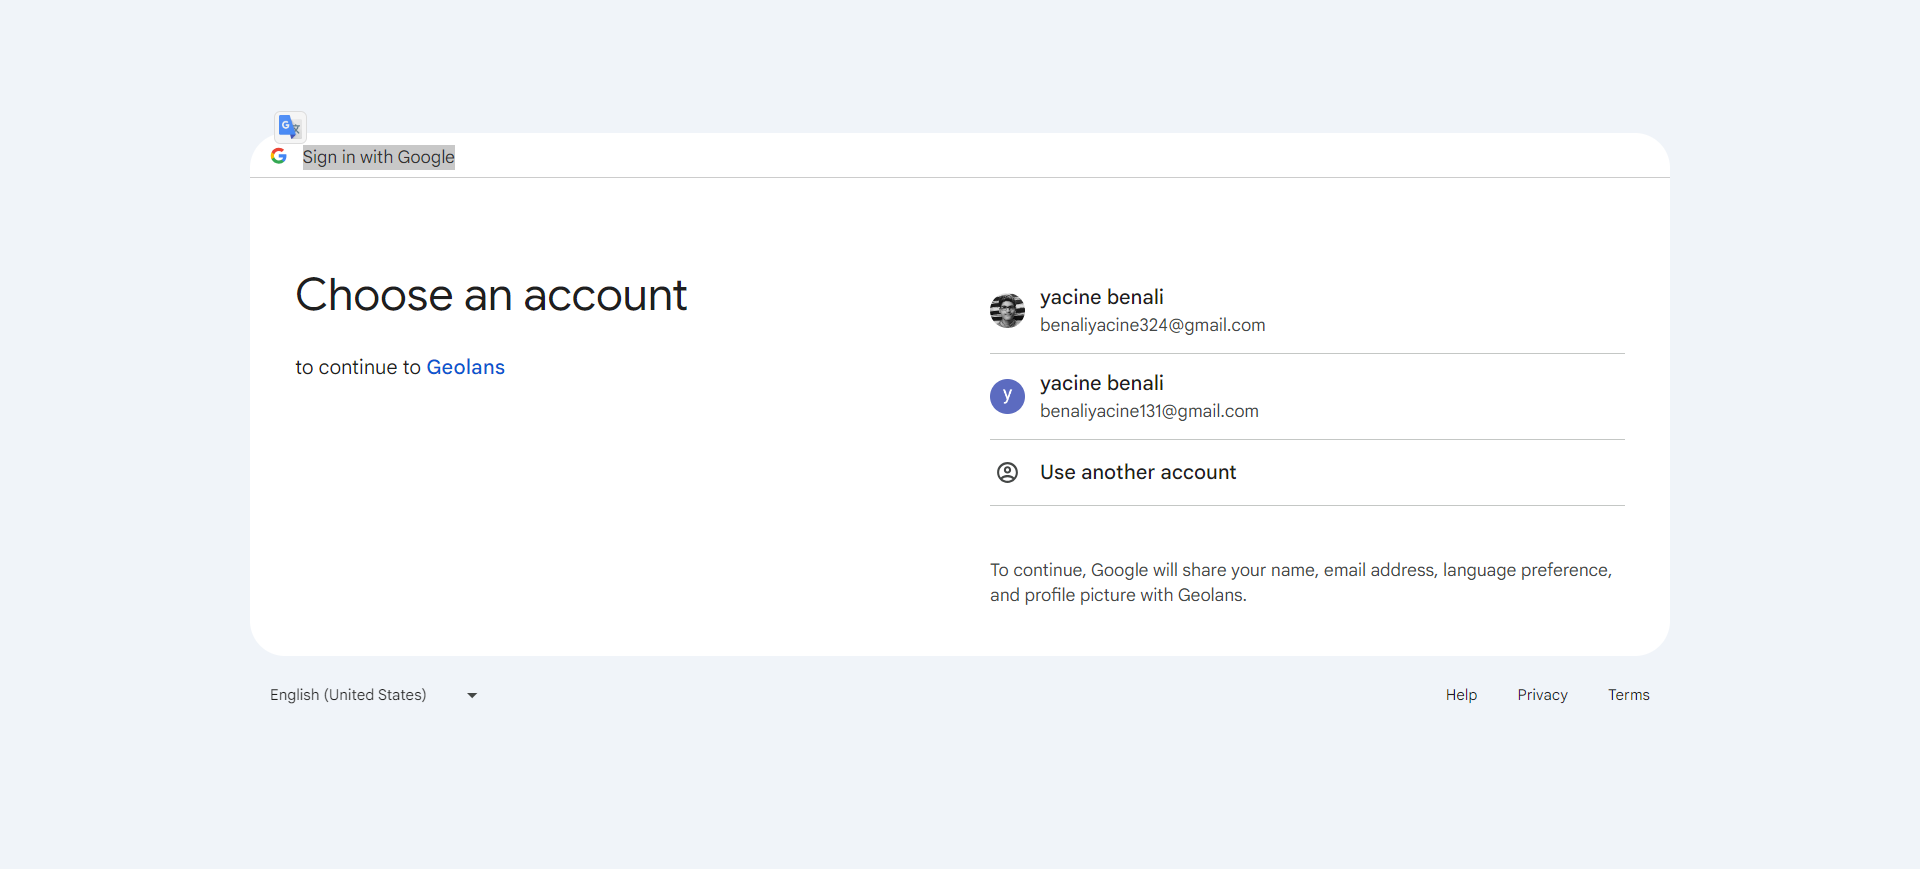 Sign in with Google
Choose an account
to continue to Geolans
yacine benali
benaliyacine324@gmail.com
y
yacine benali
benaliyacine131@gmail.com
Use another account
To continue, Google will share your name, email address, language preference,
and profile picture with Geolans.
English (United States)
Help
Privacy
Terms